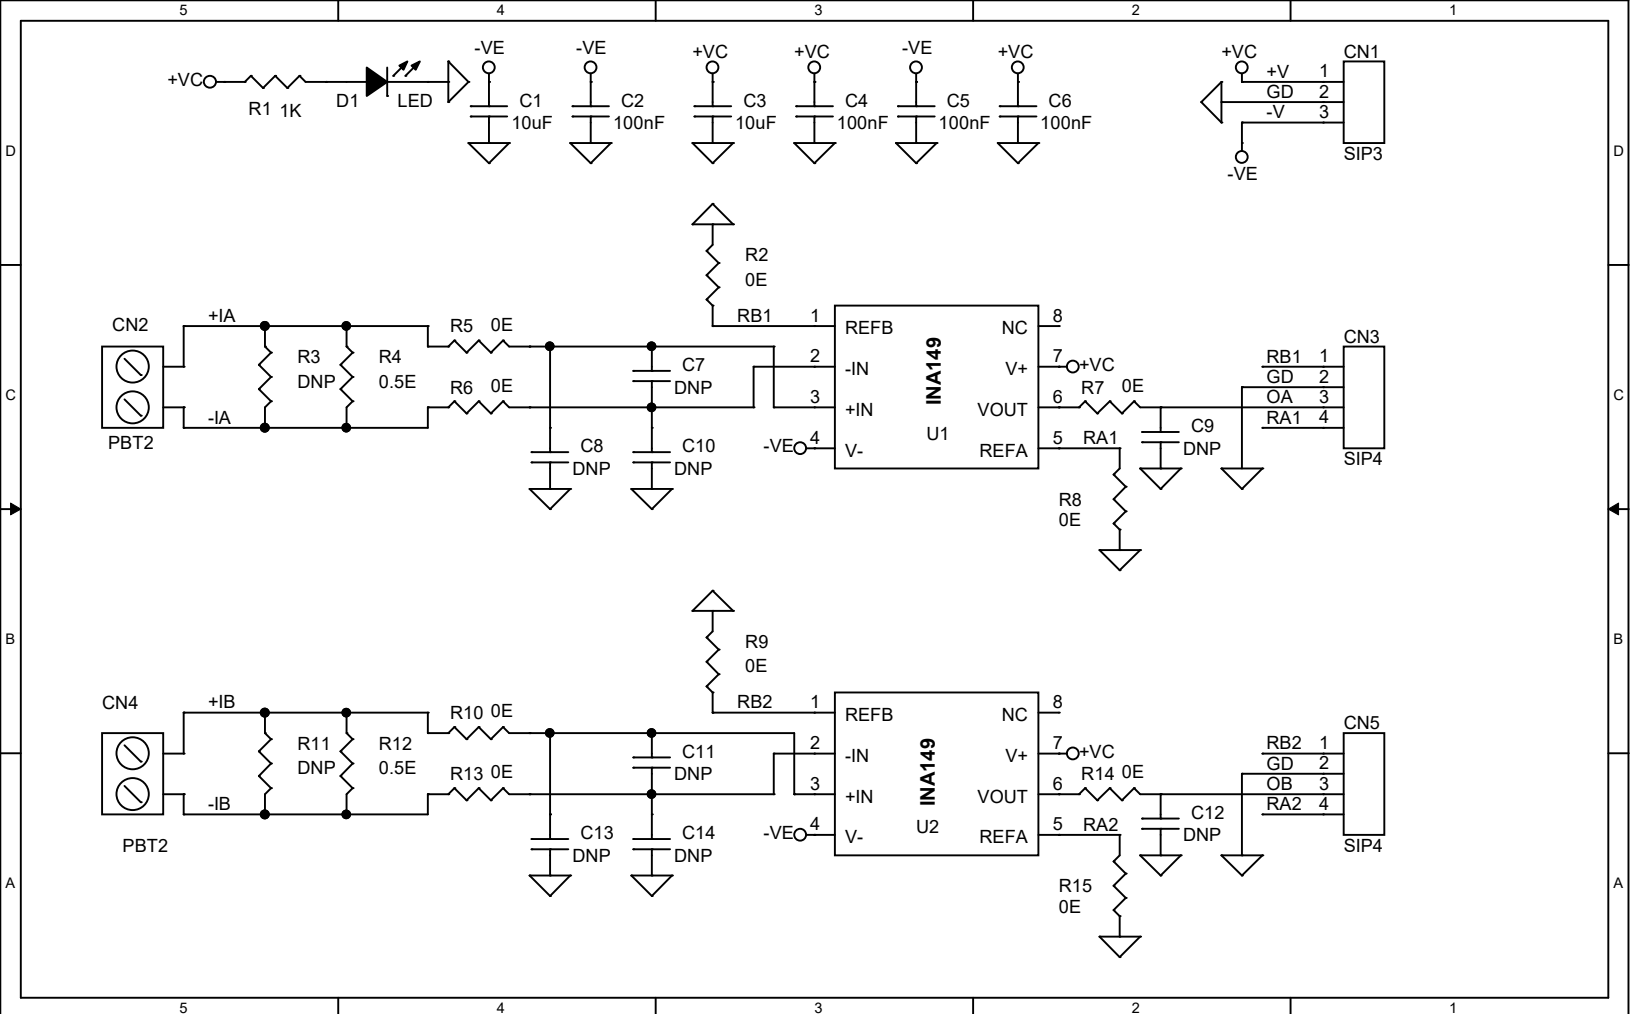 5 4 3 2 1
-VE -VE +VC +VC -VE +VC +VC CN1
+VC R1 1K D1 LED
C1 10uF
C2 100nF
C3 10uF
C4 100nF
C5 100nF
C6 100nF
+V 1
GD 2
-V 3
SIP3
-VE
D D
R2
0E
RB1 1 REFB NC 8
CN2 +IA R5 0E
2 -IN V+ 7 +VC
R3 DNP
R4 0.5E
C7 DNP
INA149
R6 0E
3 +IN VOUT 6 R7 0E
-IA
PBT2
-VE 4 V- U1 REFA 5 RA1
C8 DNP
C10 DNP
C9 DNP
R8
0E
CN3
RB1 1
GD 2
OA 3
RA1 4
SIP4
C C
R9
0E
B B
RB2 1 REFB NC 8
CN4 +IB R10 0E
2 -IN V+ 7 +VC
R11 DNP
R12 0.5E
C11 DNP
INA149
R13 0E
3 +IN VOUT 6 R14 0E
-IB
PBT2
-VE 4 V- U2 REFA 5 RA2
C13 DNP
C14 DNP
C12 DNP
R15
0E
CN5
RB2 1
GD 2
OB 3
RA2 4
SIP4
A A
5 4 3 2 1